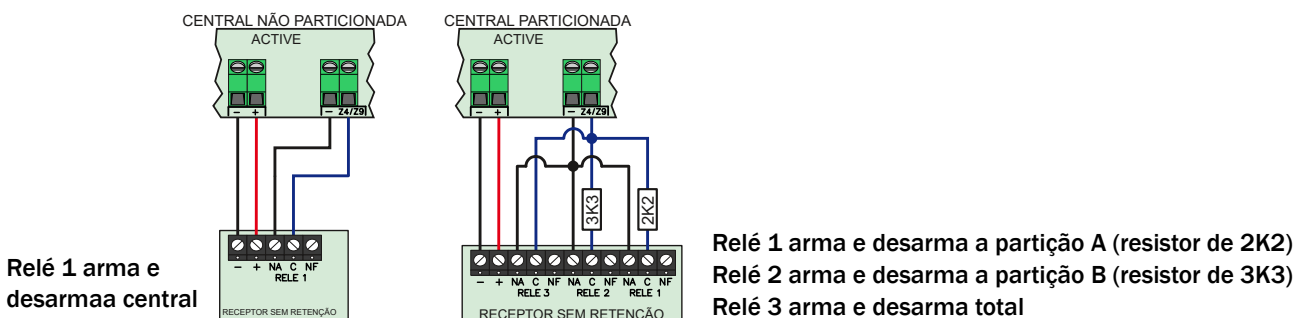 CENTRAL NÃO PARTICIONADA
ACTIVE
- + - Z4/Z9
- + NA C NF
RELE 1
RECEPTOR SEM RETENÇÃO
Relé 1 arma e
desarmaa central
CENTRAL PARTICIONADA
ACTIVE
- + - Z4/Z9
3K3
2K2
- + NA C NF NA C NF NA C NF
RELE 3 RELE 2 RELE 1
RECEPTOR SEM RETENÇÃO
Relé 1 arma e desarma a partição A (resistor de 2K2)
Relé 2 arma e desarma a partição B (resistor de 3K3)
Relé 3 arma e desarma total